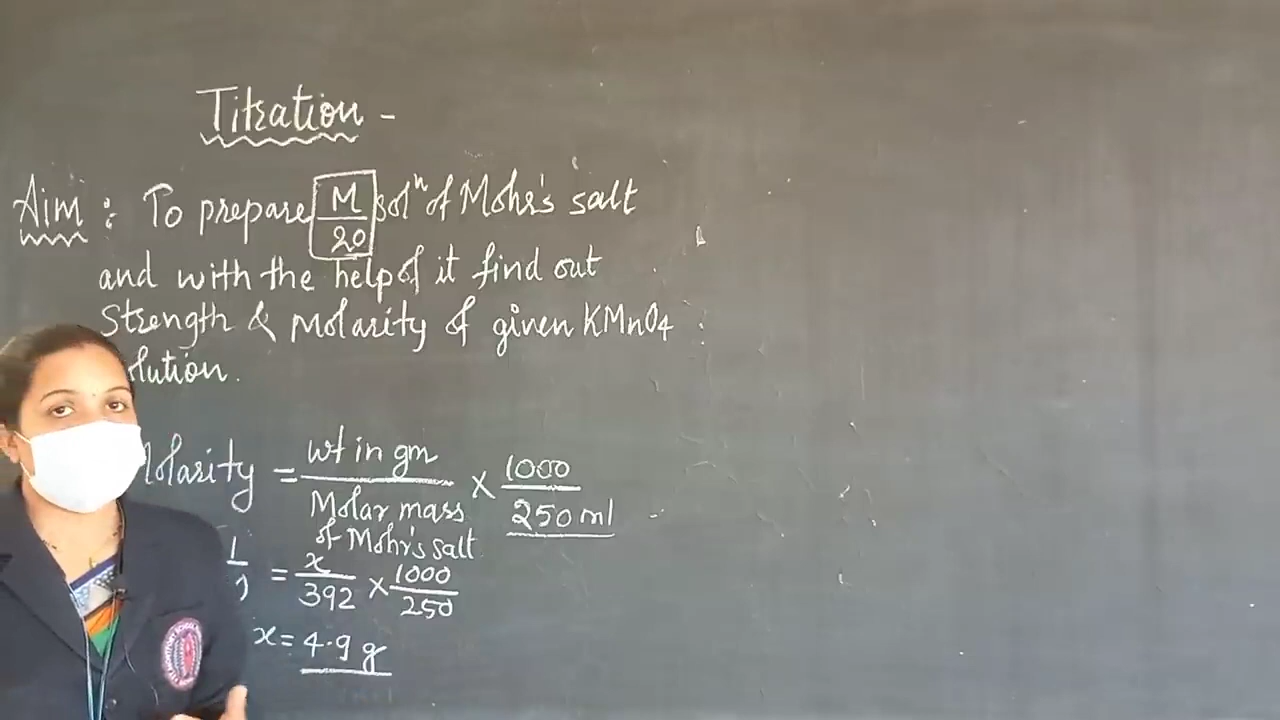 Titration -
Aim : To prepare M/20 solⁿ of Mohr's salt
and with the help of it find out
Strength & Molarity of given KMnO4
lution.
Molarity = wt in gm / Molar mass of Mohr's salt × 1000 / 250 ml
= x / 392 × 1000 / 250
x = 4.9 g